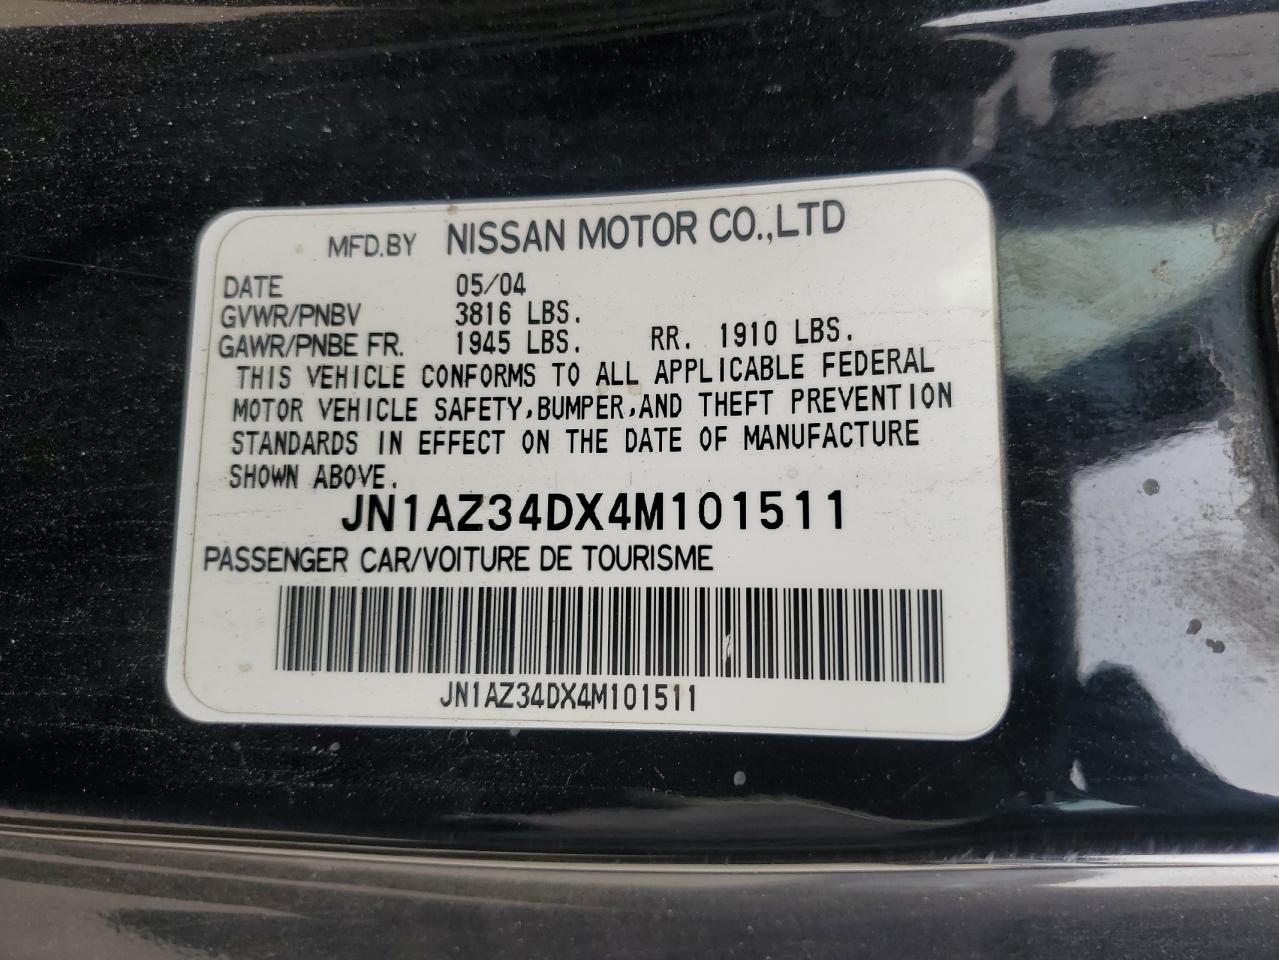 MFD.BY NISSAN MOTOR CO.,LTD
DATE 05/04
GVWR/PNBV 3816 LBS.
GAWR/PNBE FR. 1945 LBS. RR. 1910 LBS.
THIS VEHICLE CONFORMS TO ALL APPLICABLE FEDERAL
MOTOR VEHICLE SAFETY,BUMPER,AND THEFT PREVENTION
STANDARDS IN EFFECT ON THE DATE OF MANUFACTURE
SHOWN ABOVE.
JN1AZ34DX4M101511
PASSENGER CAR/VOITURE DE TOURISME
JN1AZ34DX4M101511